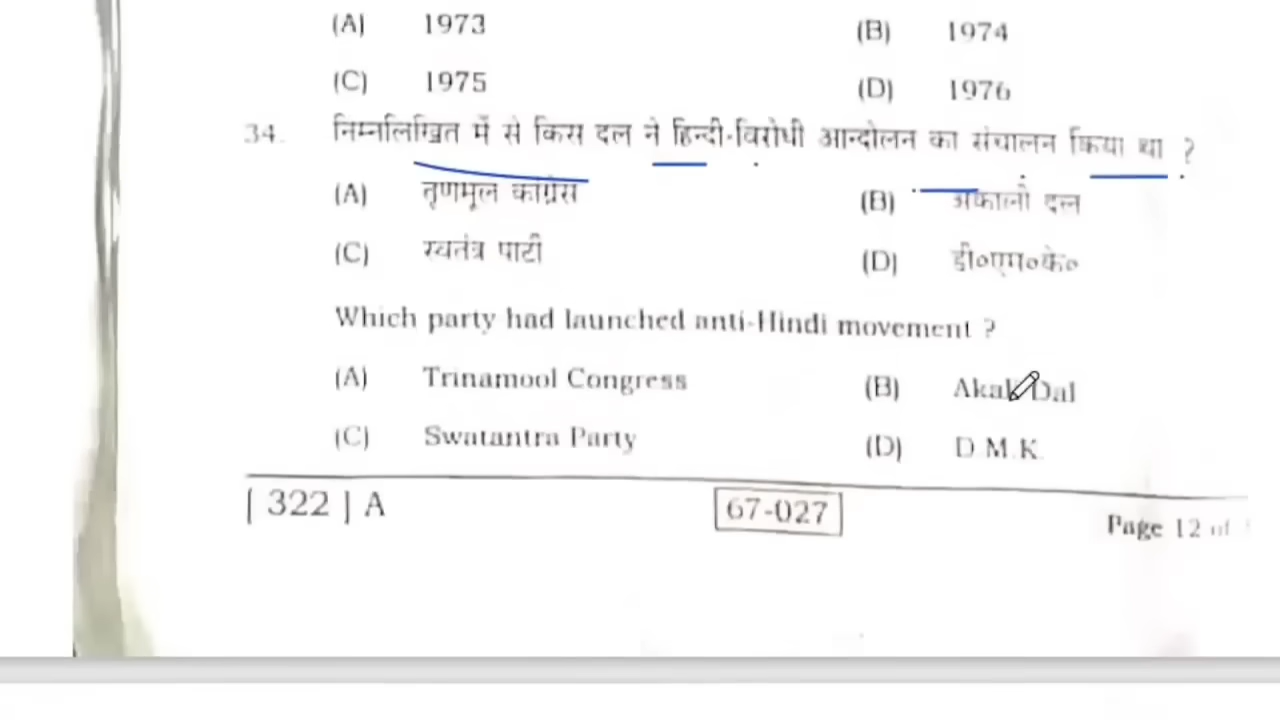 (A) 1973 (B) 1974
(C) 1975 (D) 1976
34. निम्नलिखित में से किस दल ने हिन्दी-विरोधी आन्दोलन का संचालन किया था ?
(A) तृणमूल कांग्रेस (B) अकाली दल
(C) स्वतंत्र पार्टी (D) डी०एम०के०
Which party had launched anti-Hindi movement ?
(A) Trinamool Congress (B) Akali Dal
(C) Swatantra Party (D) D.M.K.
[ 322 ] A 67-027 Page 12 of